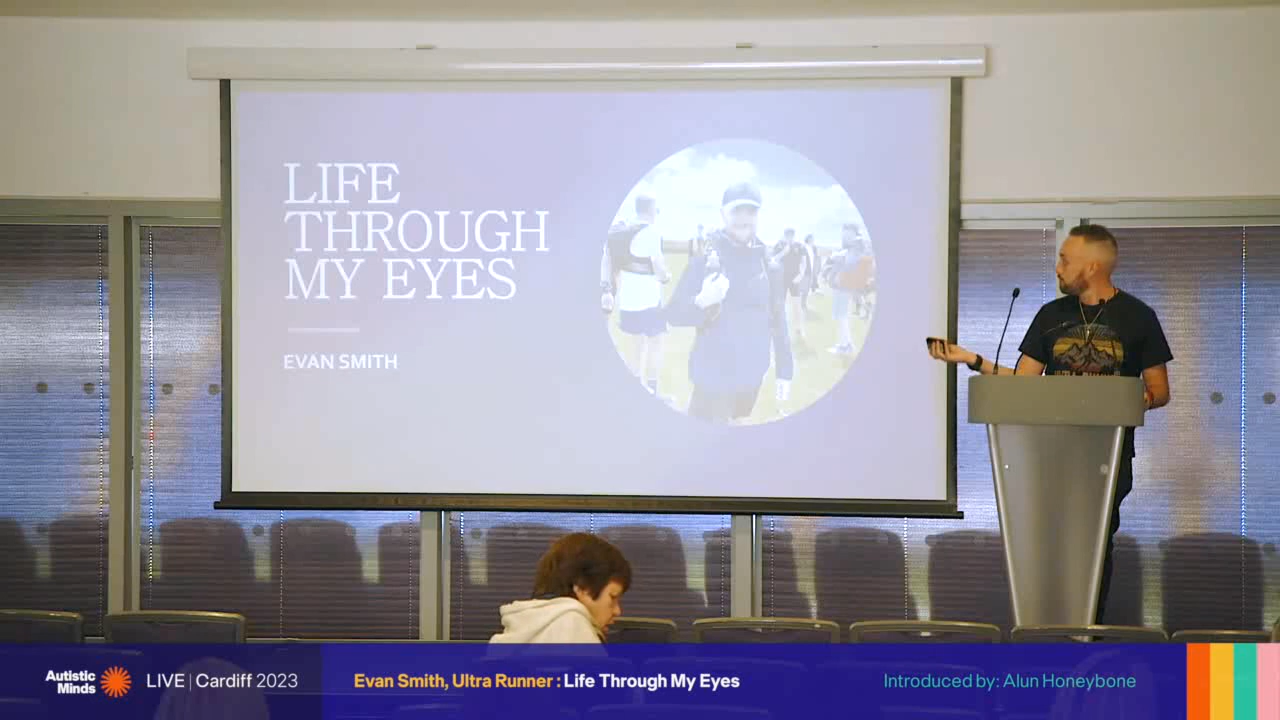 LIFE
THROUGH
MY EYES
EVAN SMITH
Autistic
Minds
LIVE | Cardiff 2023
Evan Smith, Ultra Runner : Life Through My Eyes
Introduced by: Alun Honeybone